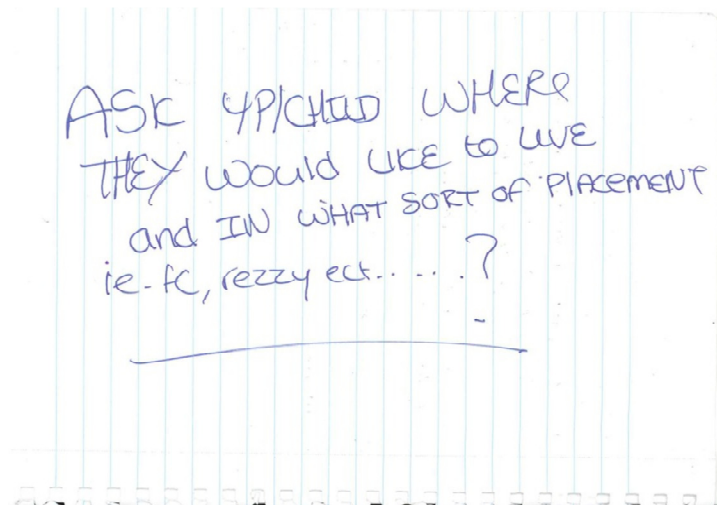 ASK YP/CHILD WHERE
THEY WOULD LIKE to LIVE
and IN WHAT SORT OF PLACEMENT
ie-fc, rezzy ect......?